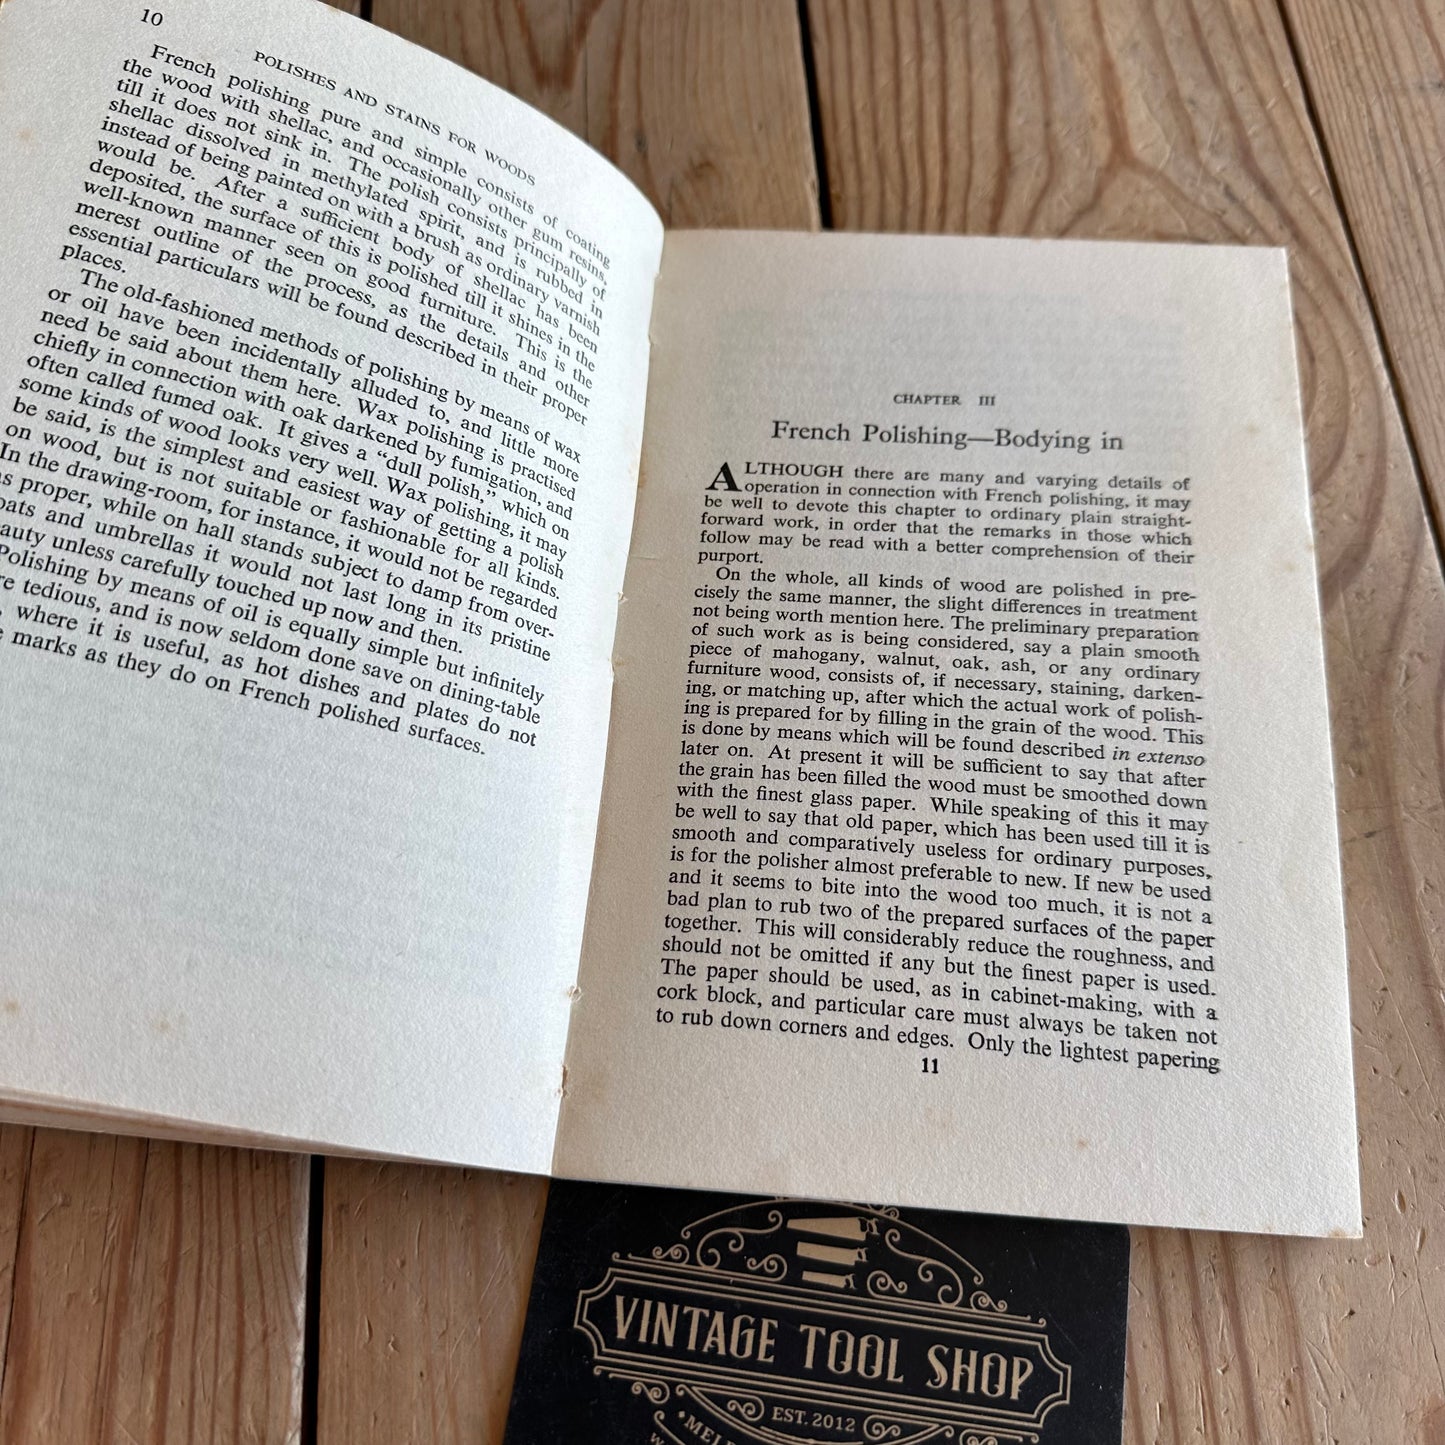 10
POLISHES AND STAINS FOR WOODS
French polishing pure and simple consists of coating
the wood with shellac, and occasionally other gum resins,
till it does not sink in. The polish consists principally of
shellac dissolved in methylated spirit, and is rubbed in
instead of being painted on with a brush as ordinary varnish
would be. After a sufficient body of shellac has been
deposited, the surface of this is polished till it shines in the
well-known manner seen on good furniture. This is the
merest outline of the process, as the details and other
essential particulars will be found described in their proper
places.
The old-fashioned methods of polishing by means of wax
or oil have been incidentally alluded to, and little more
need be said about them here. Wax polishing is practised
chiefly in connection with oak darkened by fumigation, and
often called fumed oak. It gives a "dull polish," which on
some kinds of wood looks very well. Wax polishing, it may
be said, is the simplest and easiest way of getting a polish
on wood, but is not suitable or fashionable for all kinds.
In the drawing-room, for instance, it would not be regarded
as proper, while on hall stands subject to damp from over-
and umbrellas it would not last long in its pristine
unless carefully touched up now and then.
Polishing by means of oil is equally simple but infinitely
tedious, and is now seldom done save on dining-table
where it is useful, as hot dishes and plates do not
marks as they do on French polished surfaces.
CHAPTER III
French Polishing—Bodying in
ALTHOUGH there are many and varying details of
operation in connection with French polishing, it may
be well to devote this chapter to ordinary plain straight-
forward work, in order that the remarks in those which
follow may be read with a better comprehension of their
purport.
On the whole, all kinds of wood are polished in pre-
cisely the same manner, the slight differences in treatment
not being worth mention here. The preliminary preparation
of such work as is being considered, say a plain smooth
piece of mahogany, walnut, oak, ash, or any ordinary
furniture wood, consists of, if necessary, staining, darken-
ing, or matching up, after which the actual work of polish-
ing is prepared for by filling in the grain of the wood. This
is done by means which will be found described in extenso
later on. At present it will be sufficient to say that after
the grain has been filled the wood must be smoothed down
with the finest glass paper. While speaking of this it may
be well to say that old paper, which has been used till it is
smooth and comparatively useless for ordinary purposes,
is for the polisher almost preferable to new. If new be used
and it seems to bite into the wood too much, it is not a
bad plan to rub two of the prepared surfaces of the paper
together. This will considerably reduce the roughness, and
should not be omitted if any but the finest paper is used.
The paper should be used, as in cabinet-making, with a
cork block, and particular care must always be taken not
to rub down corners and edges. Only the lightest papering
11
VINTAGE TOOL SHOP
EST. 2012